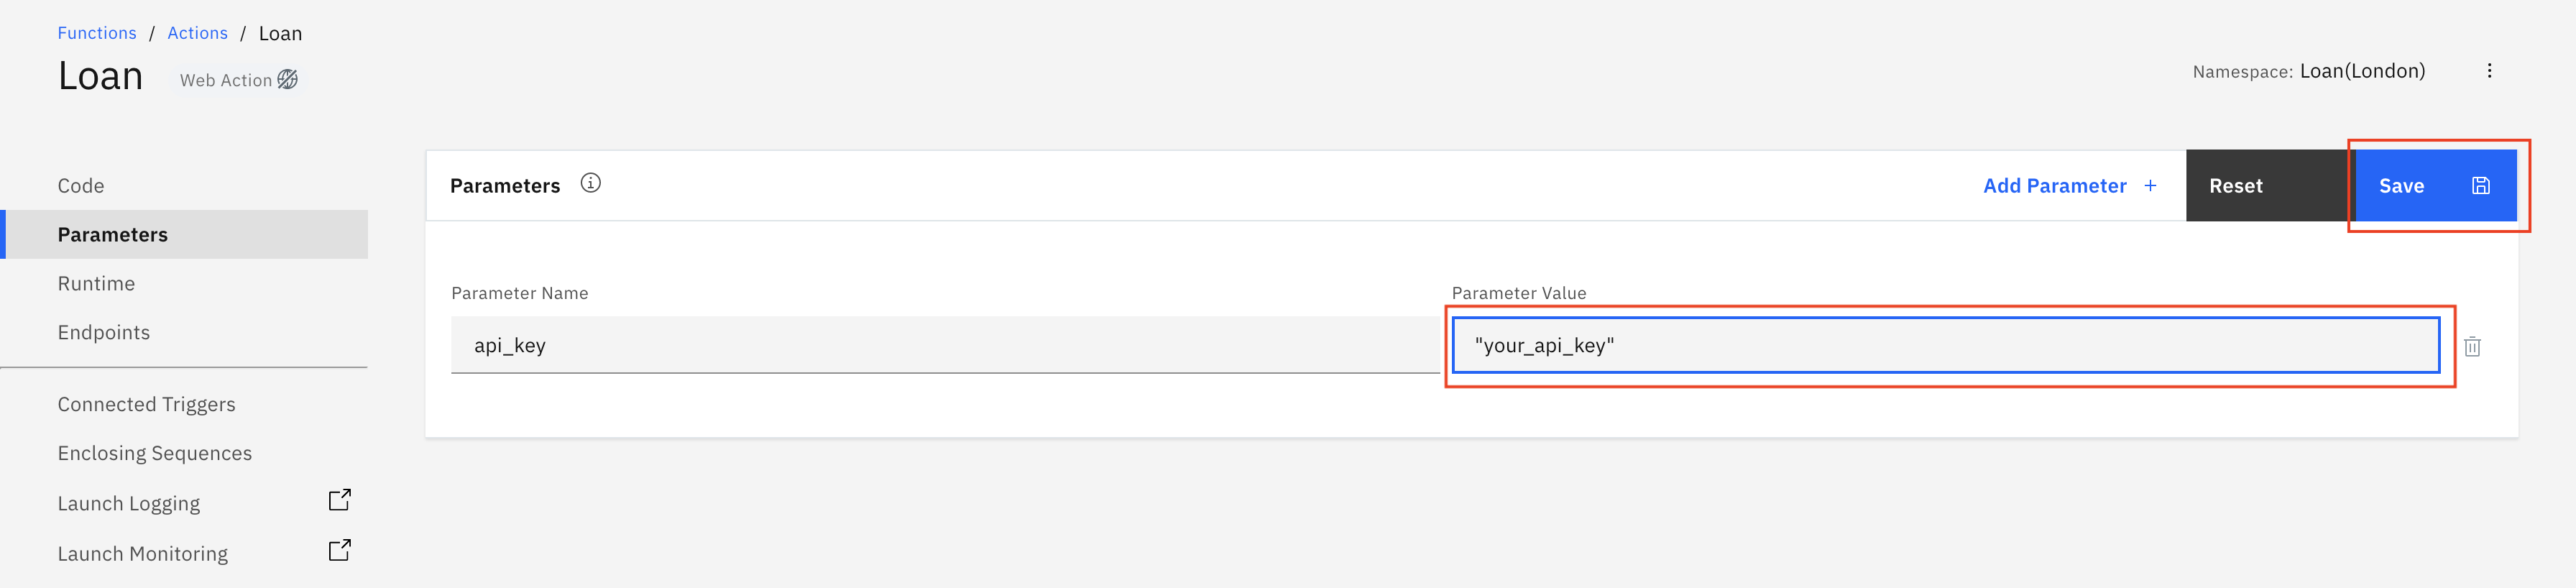 Functions / Actions / Loan
Loan Web Action
Namespace: Loan(London)
Code
Parameters
Runtime
Endpoints
Connected Triggers
Enclosing Sequences
Launch Logging
Launch Monitoring
Parameters
Add Parameter +
Reset
Save
Parameter Name
Parameter Value
api_key
"your_api_key"